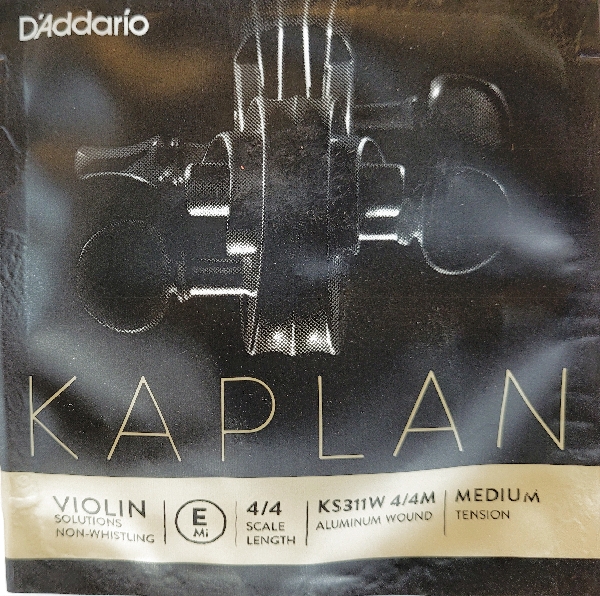 D'Addario
KAPLAN
VIOLIN
SOLUTIONS
NON-WHISTLING
E
Mi
4/4
SCALE
LENGTH
KS311W 4/4M
ALUMINUM WOUND
MEDIUM
TENSION